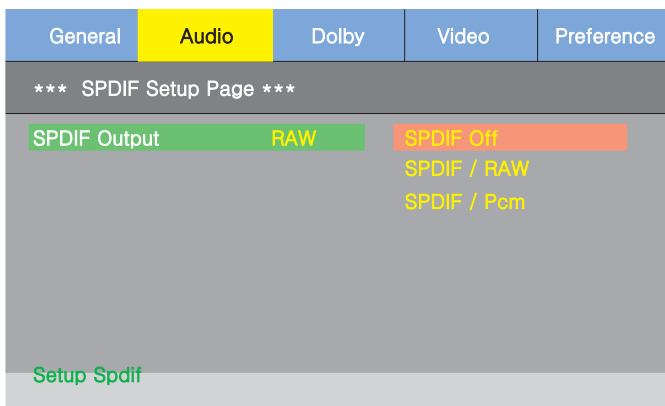 General Audio Dolby Video Preference
*** SPDIF Setup Page ***
SPDIF Output RAW SPDIF Off
SPDIF / RAW
SPDIF / Pcm
Setup Spdif